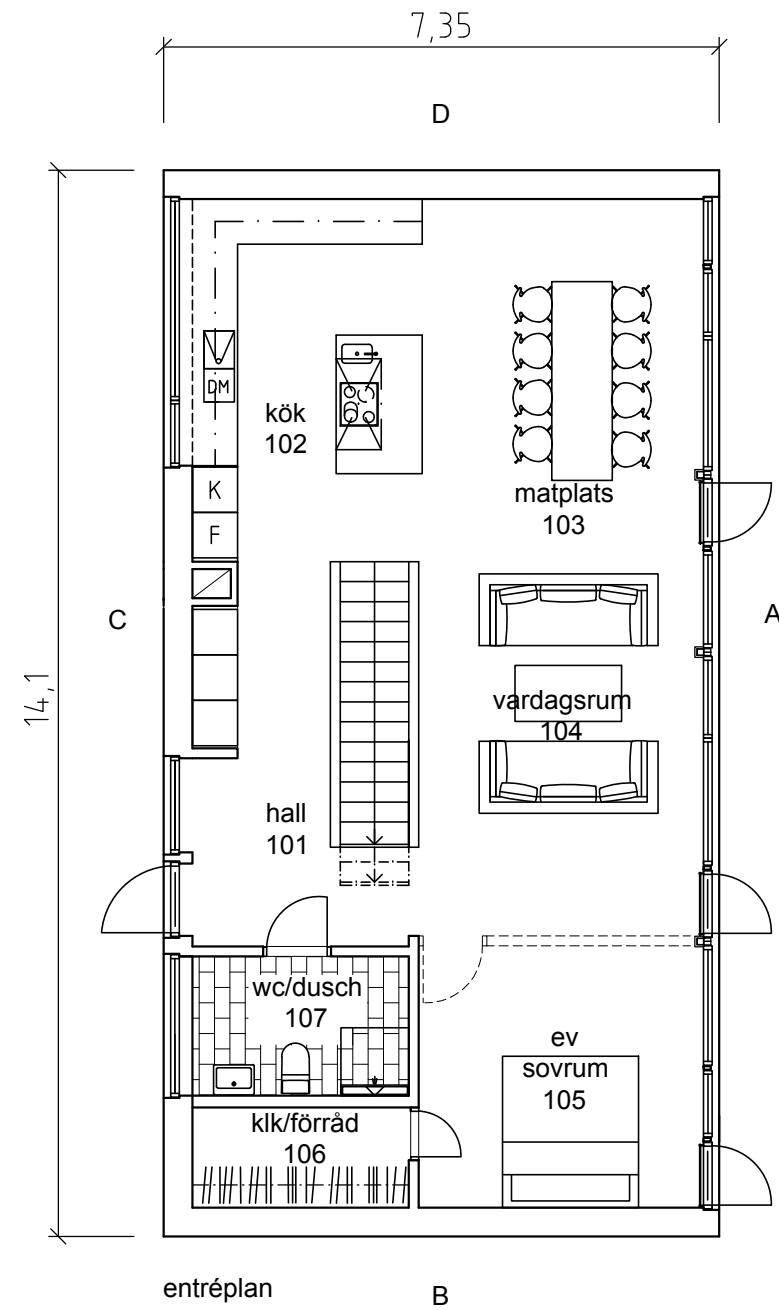 7,35
D
DM
kök
102
K
matplats
103
F
C
A
14,1
vardagsrum
104
hall
101
wc/dusch
107
ev
sovrum
105
klk/förråd
106
entréplan
B